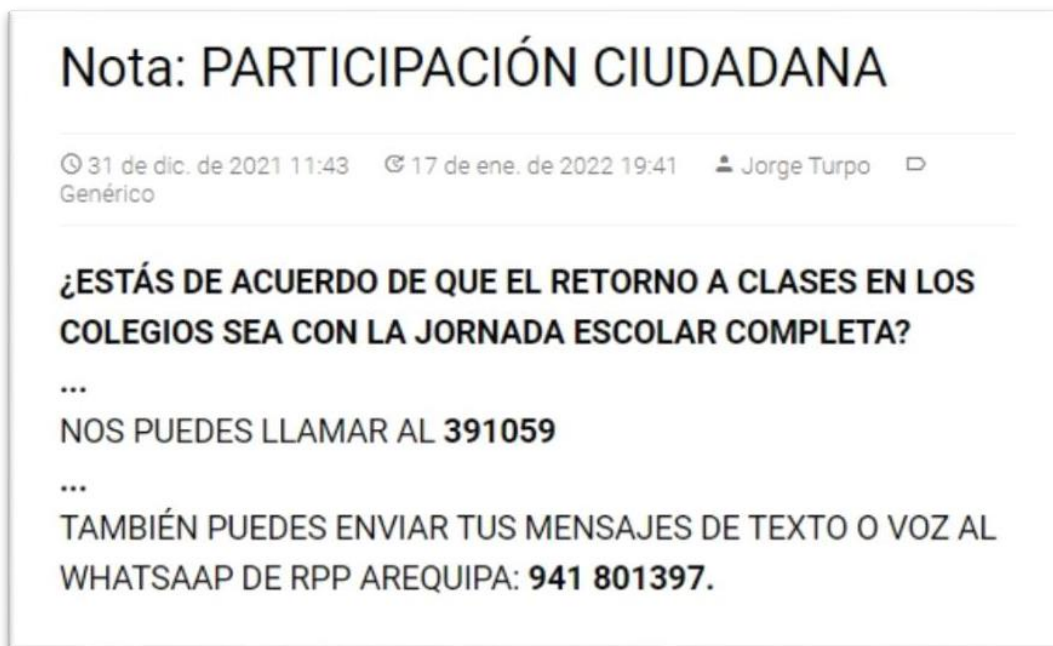 Nota: PARTICIPACIÓN CIUDADANA
31 de dic. de 2021 11:43 17 de ene. de 2022 19:41 Jorge Turpo
Genérico
¿ESTÁS DE ACUERDO DE QUE EL RETORNO A CLASES EN LOS
COLEGIOS SEA CON LA JORNADA ESCOLAR COMPLETA?
...
NOS PUEDES LLAMAR AL 391059
...
TAMBIÉN PUEDES ENVIAR TUS MENSAJES DE TEXTO O VOZ AL
WHATSAAP DE RPP AREQUIPA: 941 801397.